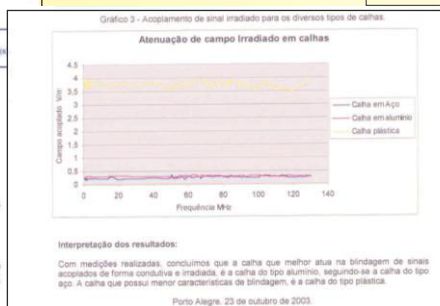 Gráfico 3 - Acoplamento de sinal irradiado para os diversos tipos de calhas.
Atenuação de campo Irradiado em calhas
Campo acoplado V/m
4,5
4
3,5
3
2,5
2
1,5
1
0,5
0
0 20 40 60 80 100 120 140
Frequência MHz
Calha em Aço
Calha em alumínio
Calha plástica
Interpretação dos resultados:
Com medições realizadas, concluímos que a calha que melhor atua na blindagem de sinais
acoplados de forma condutiva e irradiada, é a calha do tipo alumínio, seguindo-se a calha do tipo
aço. A calha que possui menor características de blindagem, é a calha do tipo plástica.
Porto Alegre, 23 de outubro de 2003.